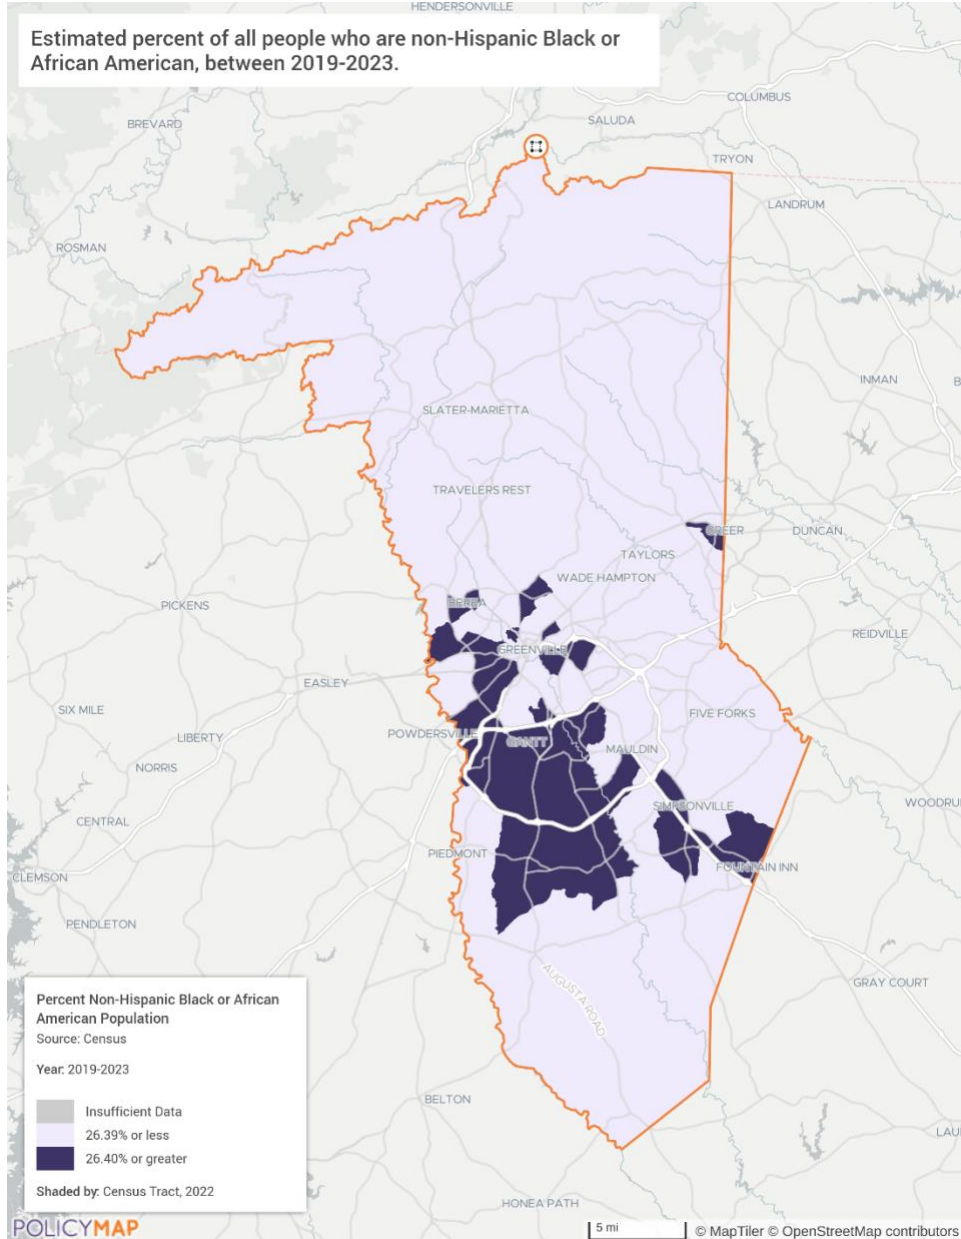 HENDERSONVILLE
Estimated percent of all people who are non-Hispanic Black or
African American, between 2019-2023.
COLUMBUS
BREVARD
SALUDA
TRYON
LANDRUM
ROSMAN
INMAN
SLATER-MARIETTA
TRAVELERS REST
GREER
DUNCAN
TAYLORS
WADE HAMPTON
PICKENS
BEREA
REIDVILLE
GREENVILLE
EASLEY
SIX MILE
FIVE FORKS
LIBERTY
POWDERSVILLE
GANTT
MAULDIN
NORRIS
SIMPSONVILLE
WOODRU
CENTRAL
PIEDMONT
FOUNTAIN INN
CLEMSON
PENDLETON
AUGUSTA ROAD
GRAY COURT
Percent Non-Hispanic Black or African
American Population
Source: Census
Year: 2019-2023
Insufficient Data
26.39% or less
26.40% or greater
Shaded by: Census Tract, 2022
BELTON
LAU
HONEA PATH
POLICYMAP
5 mi
© MapTiler © OpenStreetMap contributors